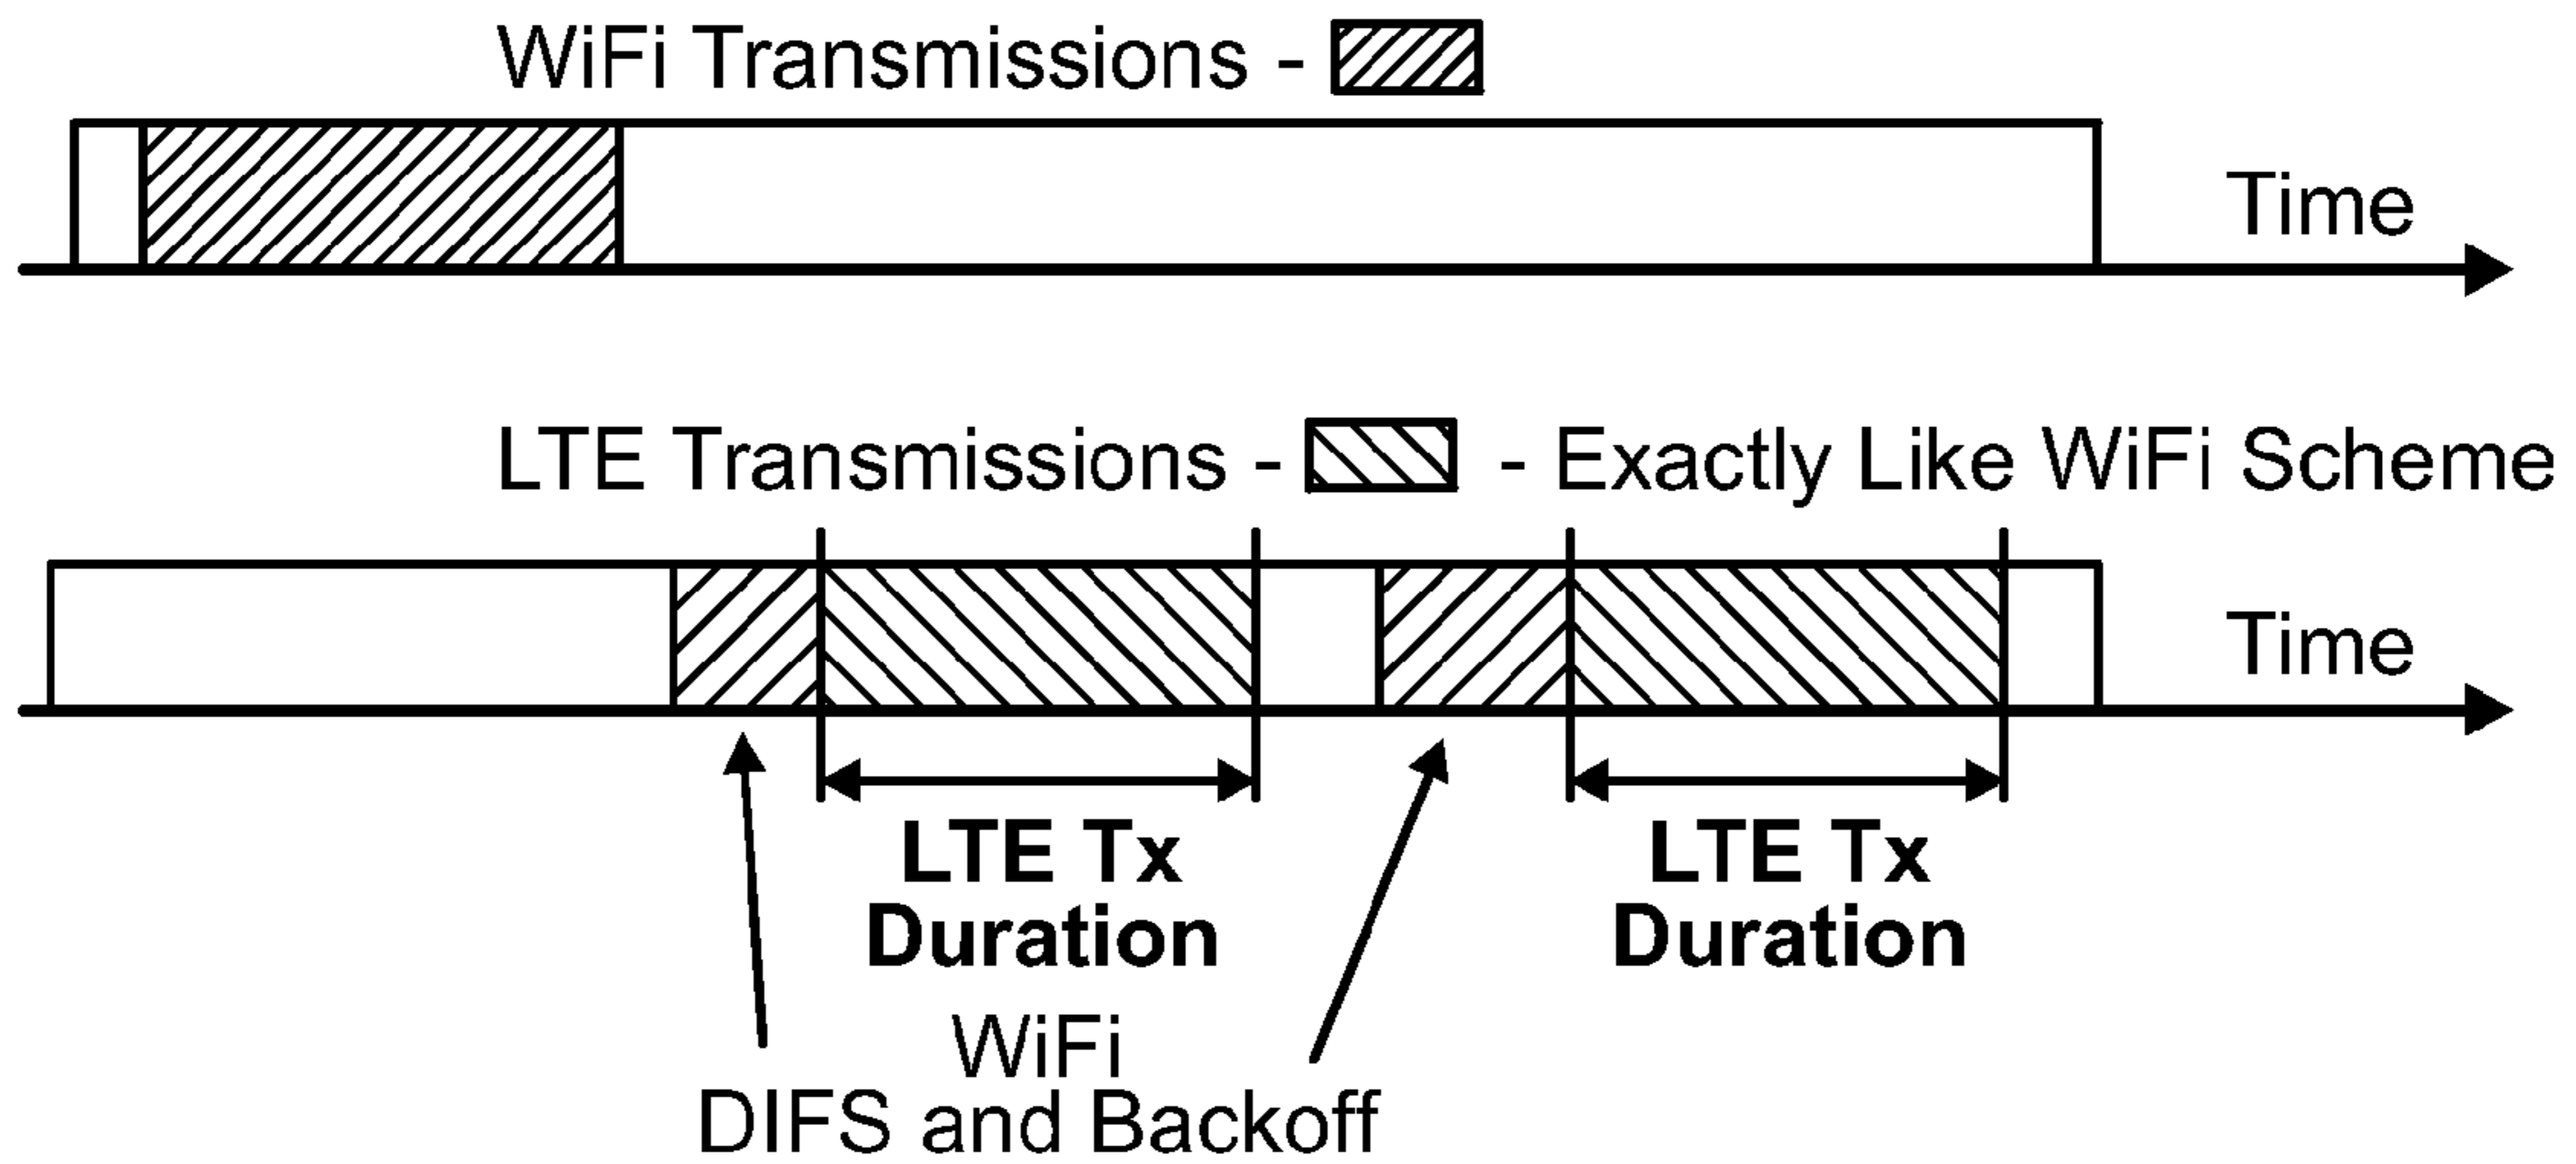 WiFi Transmissions -
Time
LTE Transmissions - - Exactly Like WiFi Scheme
Time
LTE Tx
Duration
LTE Tx
Duration
WiFi
DIFS and Backoff